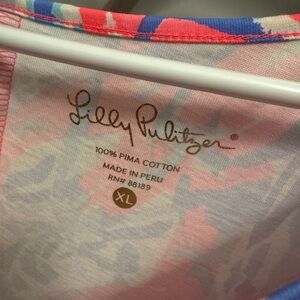 Lilly Pulitzer®
100% PIMA COTTON
MADE IN PERU
RN# 88189
XL